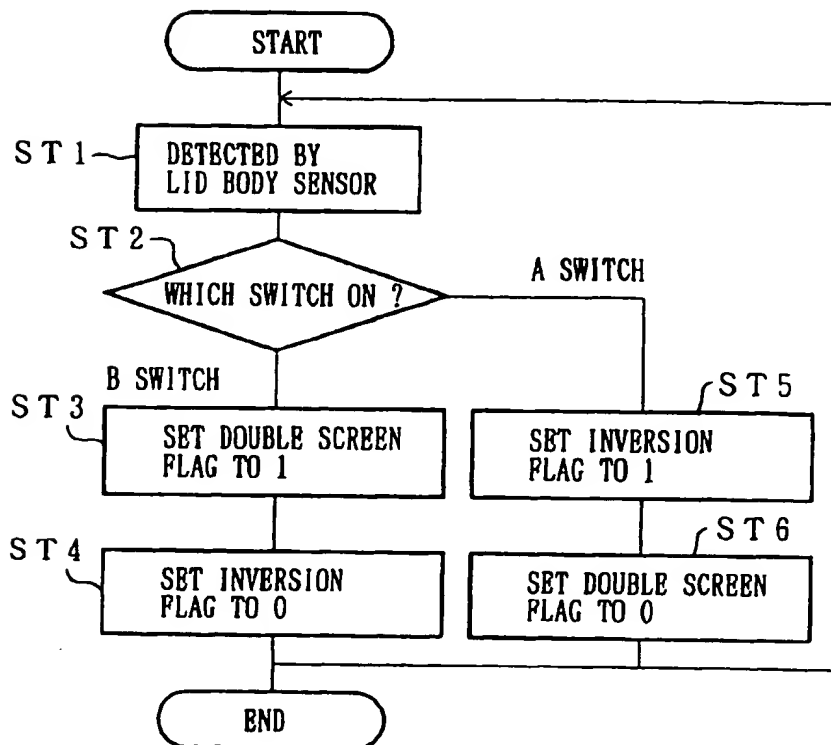 START
ST1
DETECTED BY
LID BODY SENSOR
ST2
WHICH SWITCH ON ?
A SWITCH
B SWITCH
ST3
SET DOUBLE SCREEN
FLAG TO 1
ST5
SET INVERSION
FLAG TO 1
ST4
SET INVERSION
FLAG TO 0
ST6
SET DOUBLE SCREEN
FLAG TO 0
END